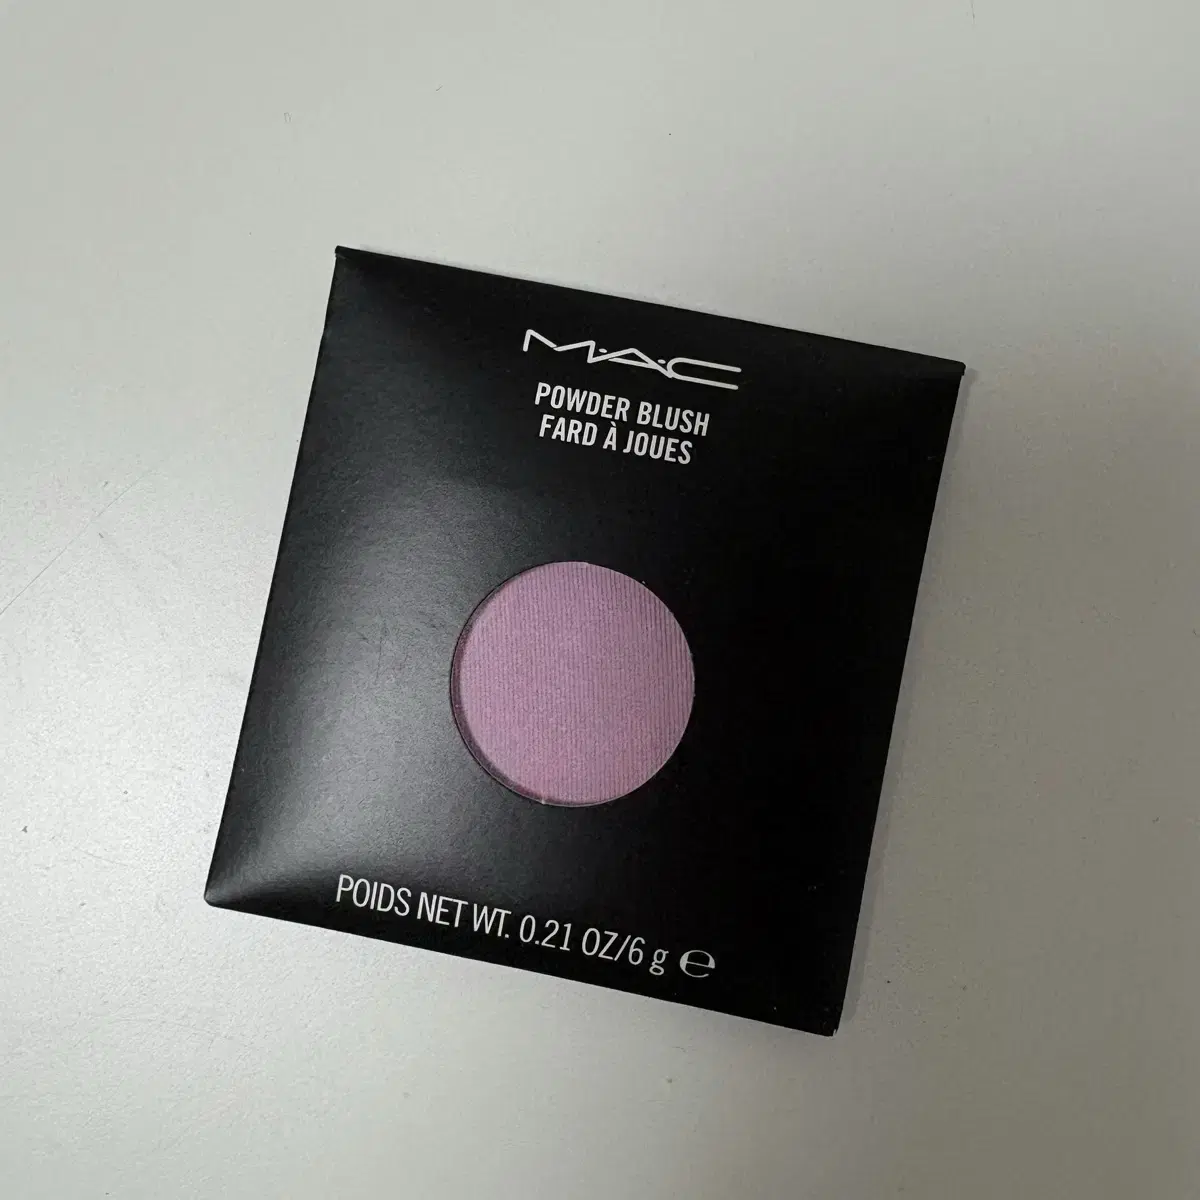 M·A·C
POWDER BLUSH
FARD À JOUES
POIDS NET WT. 0.21 OZ/6 g ℮